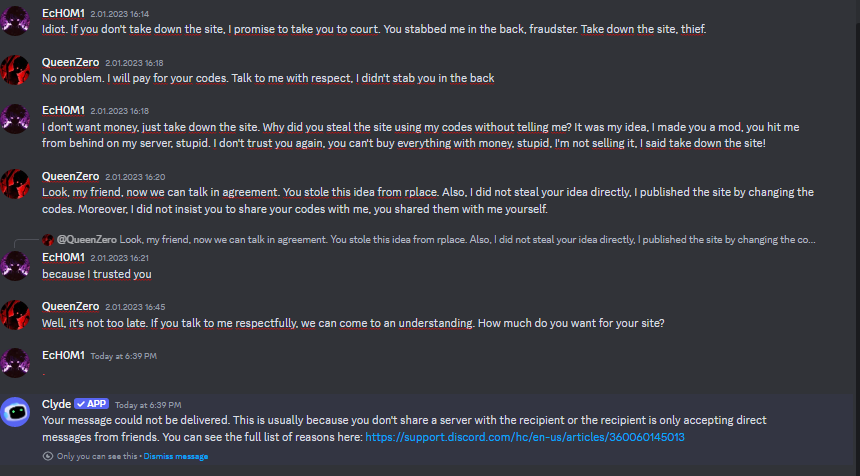 EcH0M1 2.01.2023 16:14
Idiot. If you don't take down the site, I promise to take you to court. You stabbed me in the back, fraudster. Take down the site, thief.
QueenZero 2.01.2023 16:18
No problem. I will pay for your codes. Talk to me with respect, I didn't stab you in the back
EcH0M1 2.01.2023 16:18
I don't want money, just take down the site. Why did you steal the site using my codes without telling me? It was my idea, I made you a mod, you hit me
from behind on my server, stupid. I don't trust you again, you can't buy everything with money, stupid, I'm not selling it, I said take down the site!
QueenZero 2.01.2023 16:20
Look, my friend, now we can talk in agreement. You stole this idea from rplace. Also, I did not steal your idea directly, I published the site by changing the
codes. Moreover, I did not insist you to share your codes with me, you shared them with me yourself.
@QueenZero Look, my friend, now we can talk in agreement. You stole this idea from rplace. Also, I did not steal your idea directly, I published the site by changing the co...
EcH0M1 2.01.2023 16:21
because I trusted you
QueenZero 2.01.2023 16:45
Well, it's not too late. If you talk to me respectfully, we can come to an understanding. How much do you want for your site?
EcH0M1 Today at 6:39 PM
.
Clyde ✓ APP Today at 6:39 PM
Your message could not be delivered. This is usually because you don't share a server with the recipient or the recipient is only accepting direct
messages from friends. You can see the full list of reasons here: https://support.discord.com/hc/en-us/articles/360060145013
Only you can see this • Dismiss message